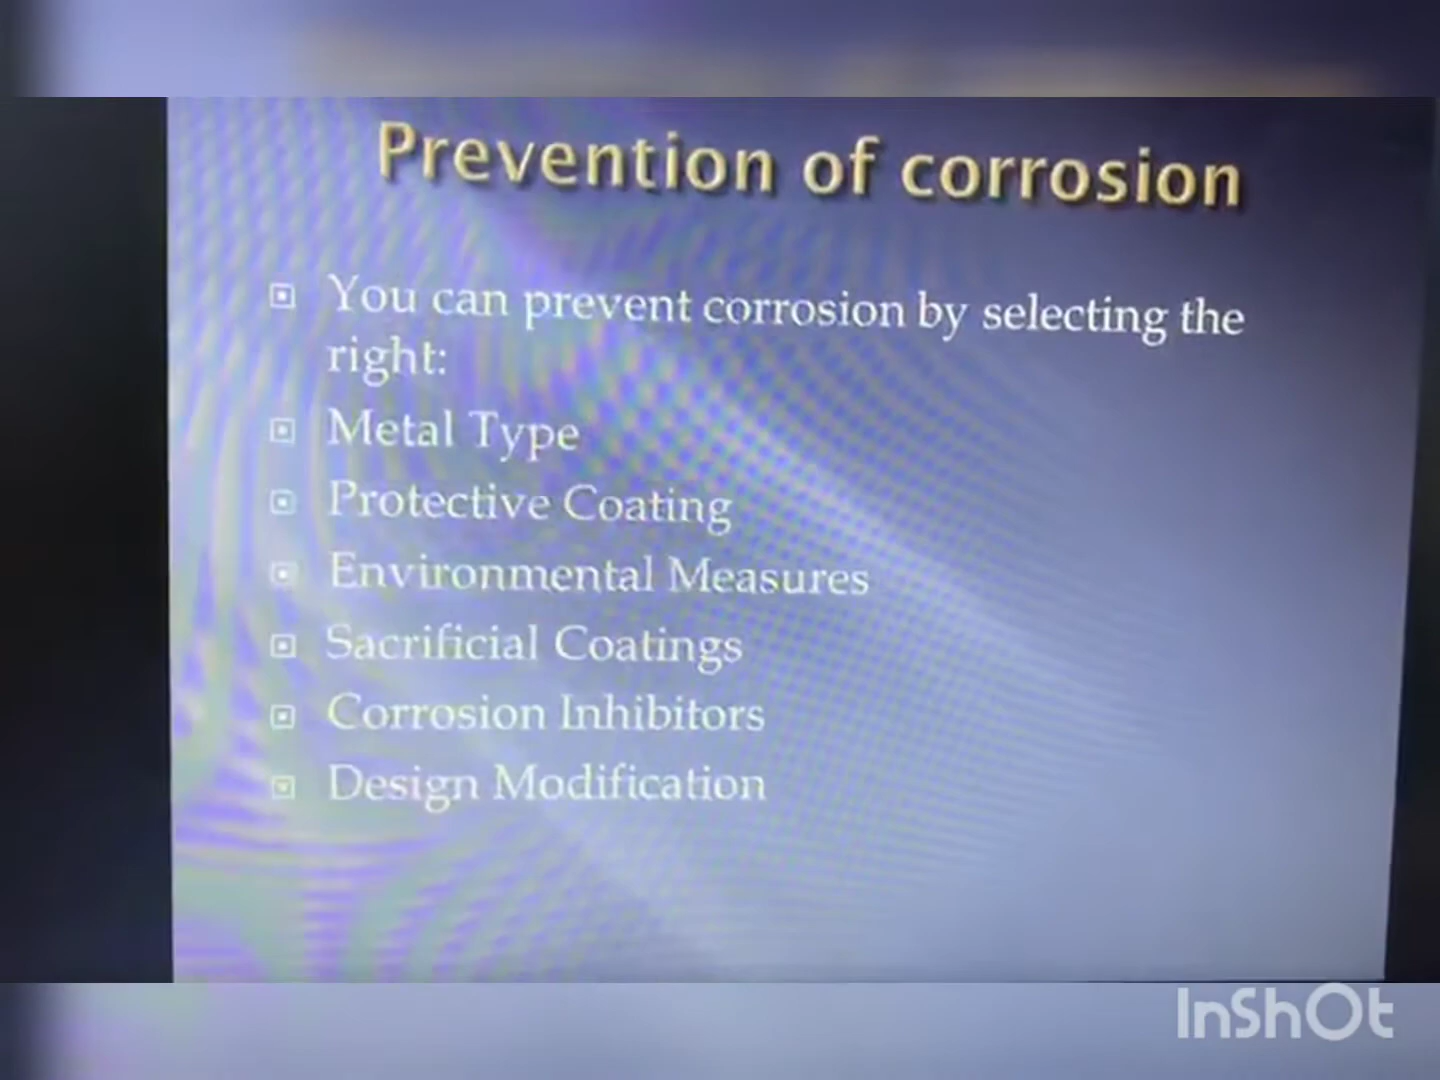 Prevention of corrosion
You can prevent corrosion by selecting the
right:
Metal Type
Protective Coating
Environmental Measures
Sacrificial Coatings
Corrosion Inhibitors
Design Modification
InShOt